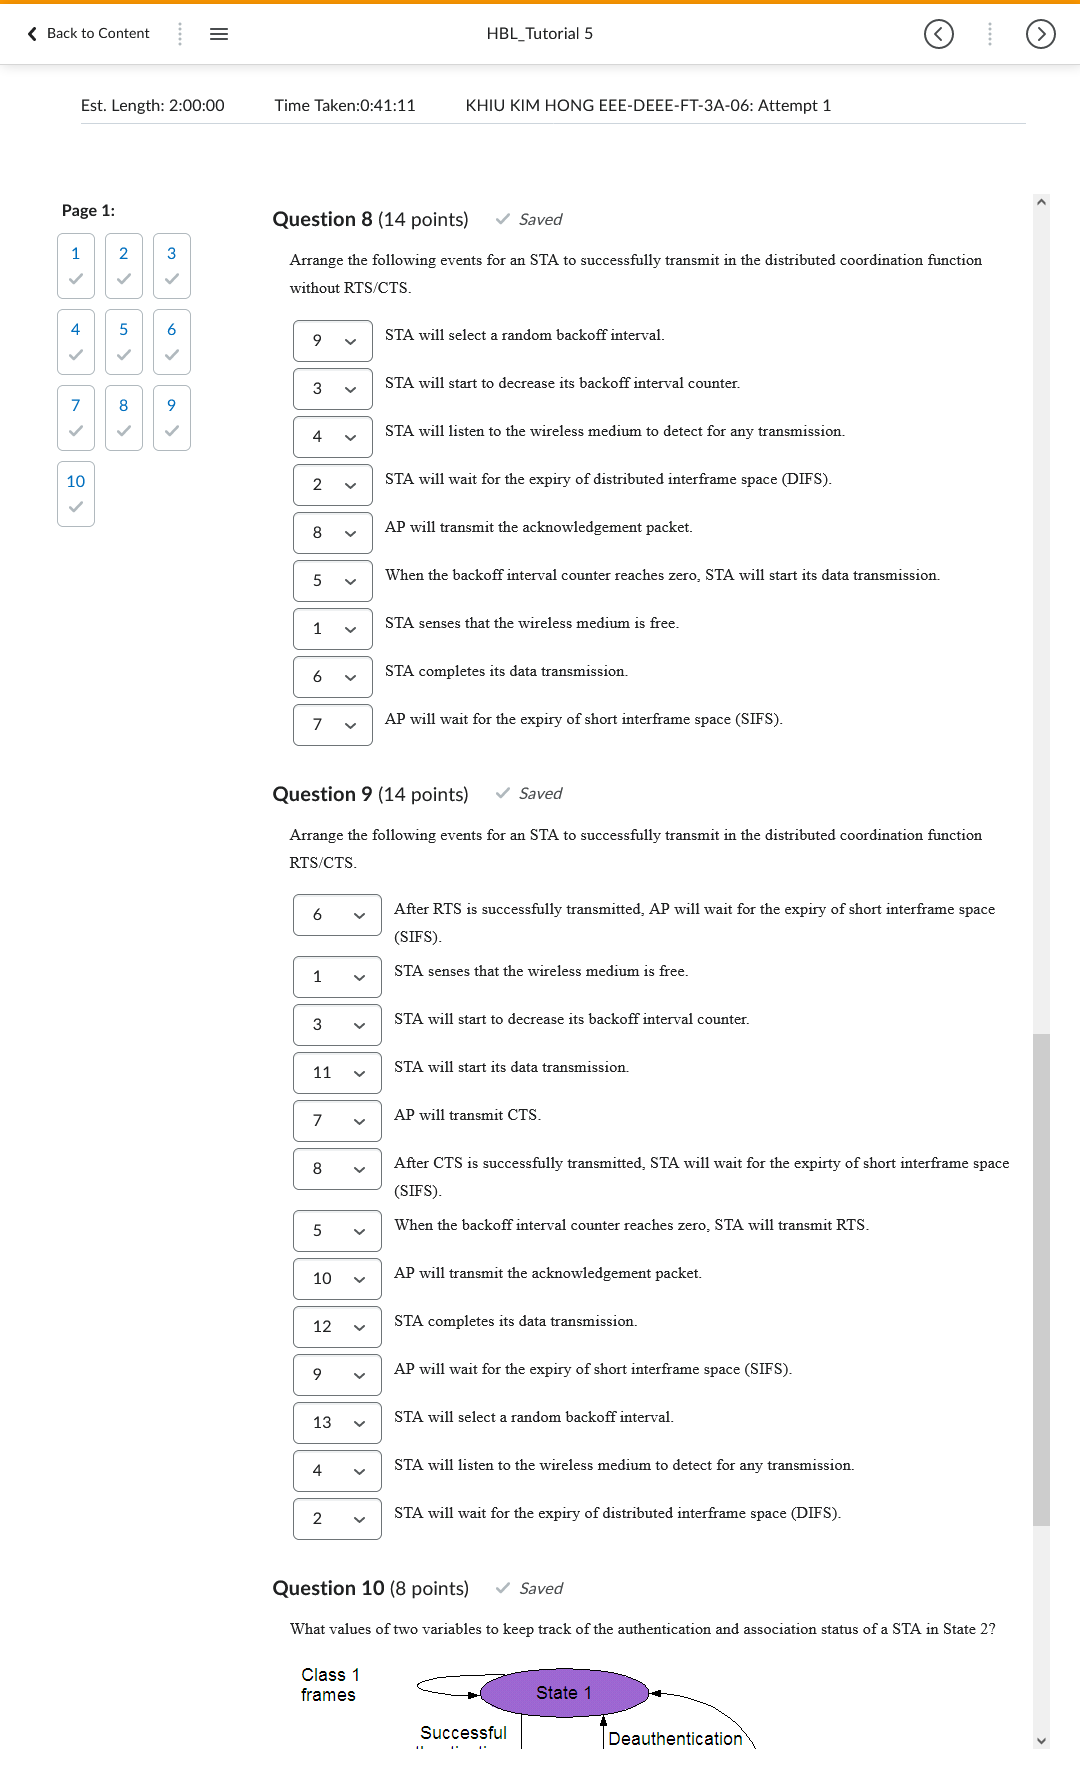 Back to Content
HBL_Tutorial 5
Est. Length: 2:00:00 Time Taken:0:41:11 KHIU KIM HONG EEE-DEEE-FT-3A-06: Attempt 1
Page 1:
1 2 3
4 5 6
7 8 9
10
Question 8 (14 points) Saved
Arrange the following events for an STA to successfully transmit in the distributed coordination function
without RTS/CTS.
9 STA will select a random backoff interval.
3 STA will start to decrease its backoff interval counter.
4 STA will listen to the wireless medium to detect for any transmission.
2 STA will wait for the expiry of distributed interframe space (DIFS).
8 AP will transmit the acknowledgement packet.
5 When the backoff interval counter reaches zero, STA will start its data transmission.
1 STA senses that the wireless medium is free.
6 STA completes its data transmission.
7 AP will wait for the expiry of short interframe space (SIFS).
Question 9 (14 points) Saved
Arrange the following events for an STA to successfully transmit in the distributed coordination function
RTS/CTS.
6 After RTS is successfully transmitted, AP will wait for the expiry of short interframe space
(SIFS).
1 STA senses that the wireless medium is free.
3 STA will start to decrease its backoff interval counter.
11 STA will start its data transmission.
7 AP will transmit CTS.
8 After CTS is successfully transmitted, STA will wait for the expirty of short interframe space
(SIFS).
5 When the backoff interval counter reaches zero, STA will transmit RTS.
10 AP will transmit the acknowledgement packet.
12 STA completes its data transmission.
9 AP will wait for the expiry of short interframe space (SIFS).
13 STA will select a random backoff interval.
4 STA will listen to the wireless medium to detect for any transmission.
2 STA will wait for the expiry of distributed interframe space (DIFS).
Question 10 (8 points) Saved
What values of two variables to keep track of the authentication and association status of a STA in State 2?
Class 1
frames
State 1
Successful
Deauthentication